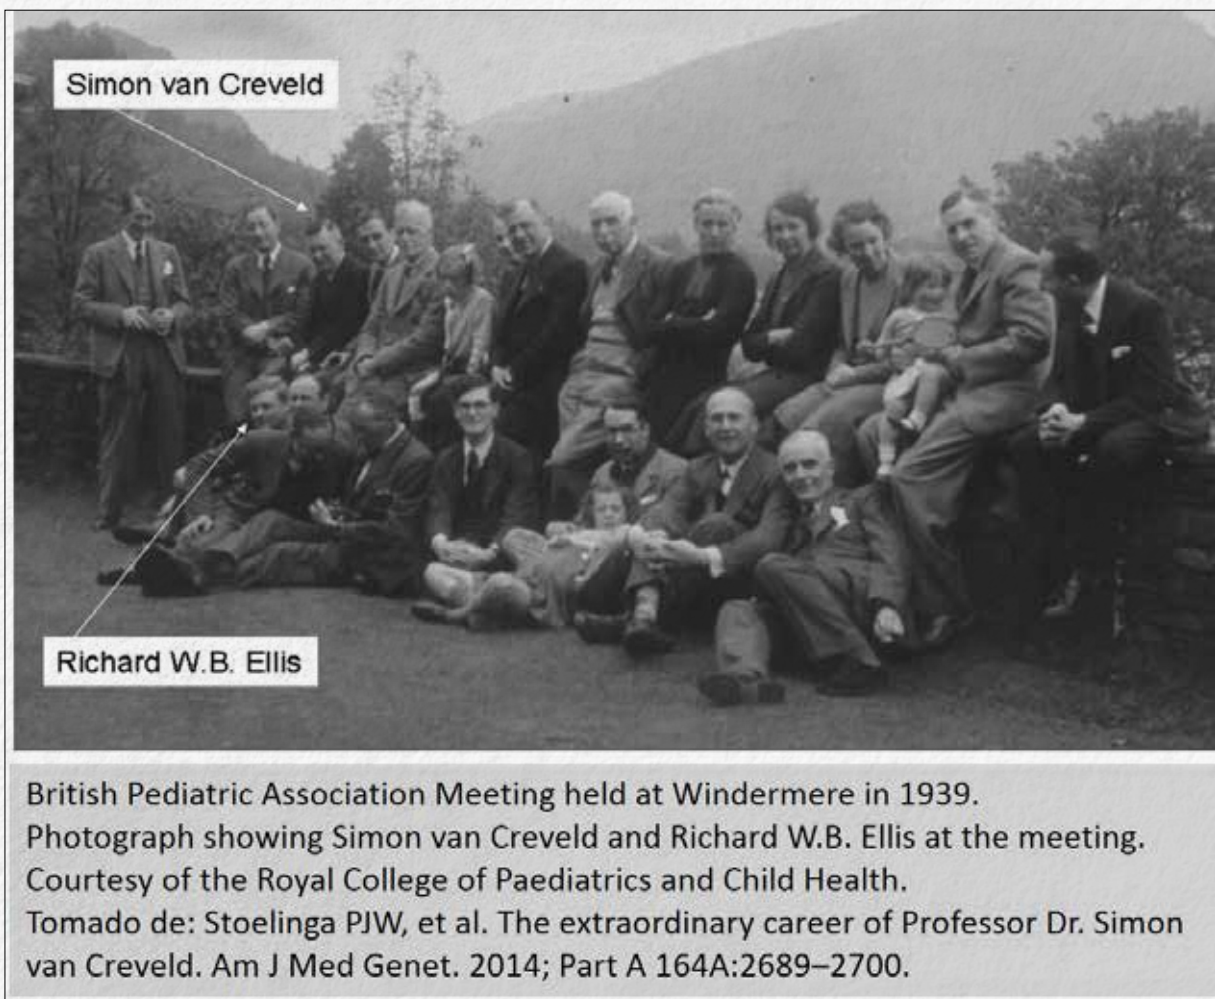 Simon van Creveld
Richard W.B. Ellis
British Pediatric Association Meeting held at Windermere in 1939.
Photograph showing Simon van Creveld and Richard W.B. Ellis at the meeting.
Courtesy of the Royal College of Paediatrics and Child Health.
Tomado de: Stoelinga PJW, et al. The extraordinary career of Professor Dr. Simon
van Creveld. Am J Med Genet. 2014; Part A 164A:2689–2700.